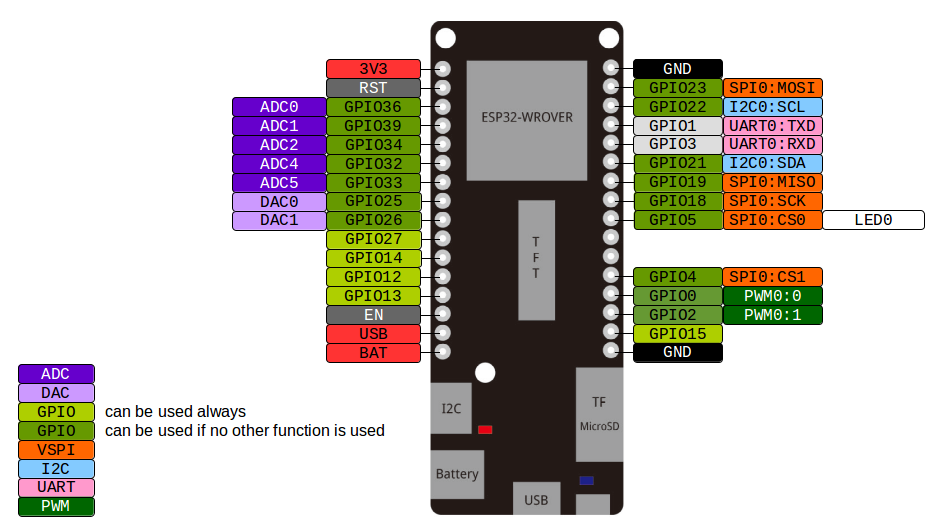 3V3 GND
RST GPIO23 SPI0:MOSI
ADC0 GPIO36 GPIO22 I2C0:SCL
ADC1 GPIO39 GPIO1 UART0:TXD
ADC2 GPIO34 GPIO3 UART0:RXD
ADC4 GPIO32 GPIO21 I2C0:SDA
ADC5 GPIO33 GPIO19 SPI0:MISO
DAC0 GPIO25 GPIO18 SPI0:SCK
DAC1 GPIO26 GPIO5 SPI0:CS0 LED0
GPIO27
GPIO14 GPIO4 SPI0:CS1
GPIO12 GPIO0 PWM0:0
GPIO13 GPIO2 PWM0:1
EN GPIO15
USB GND
BAT
ESP32-WROVER
T
F
T
I2C
TF
MicroSD
Battery
USB
ADC
DAC
GPIO can be used always
GPIO can be used if no other function is used
VSPI
I2C
UART
PWM